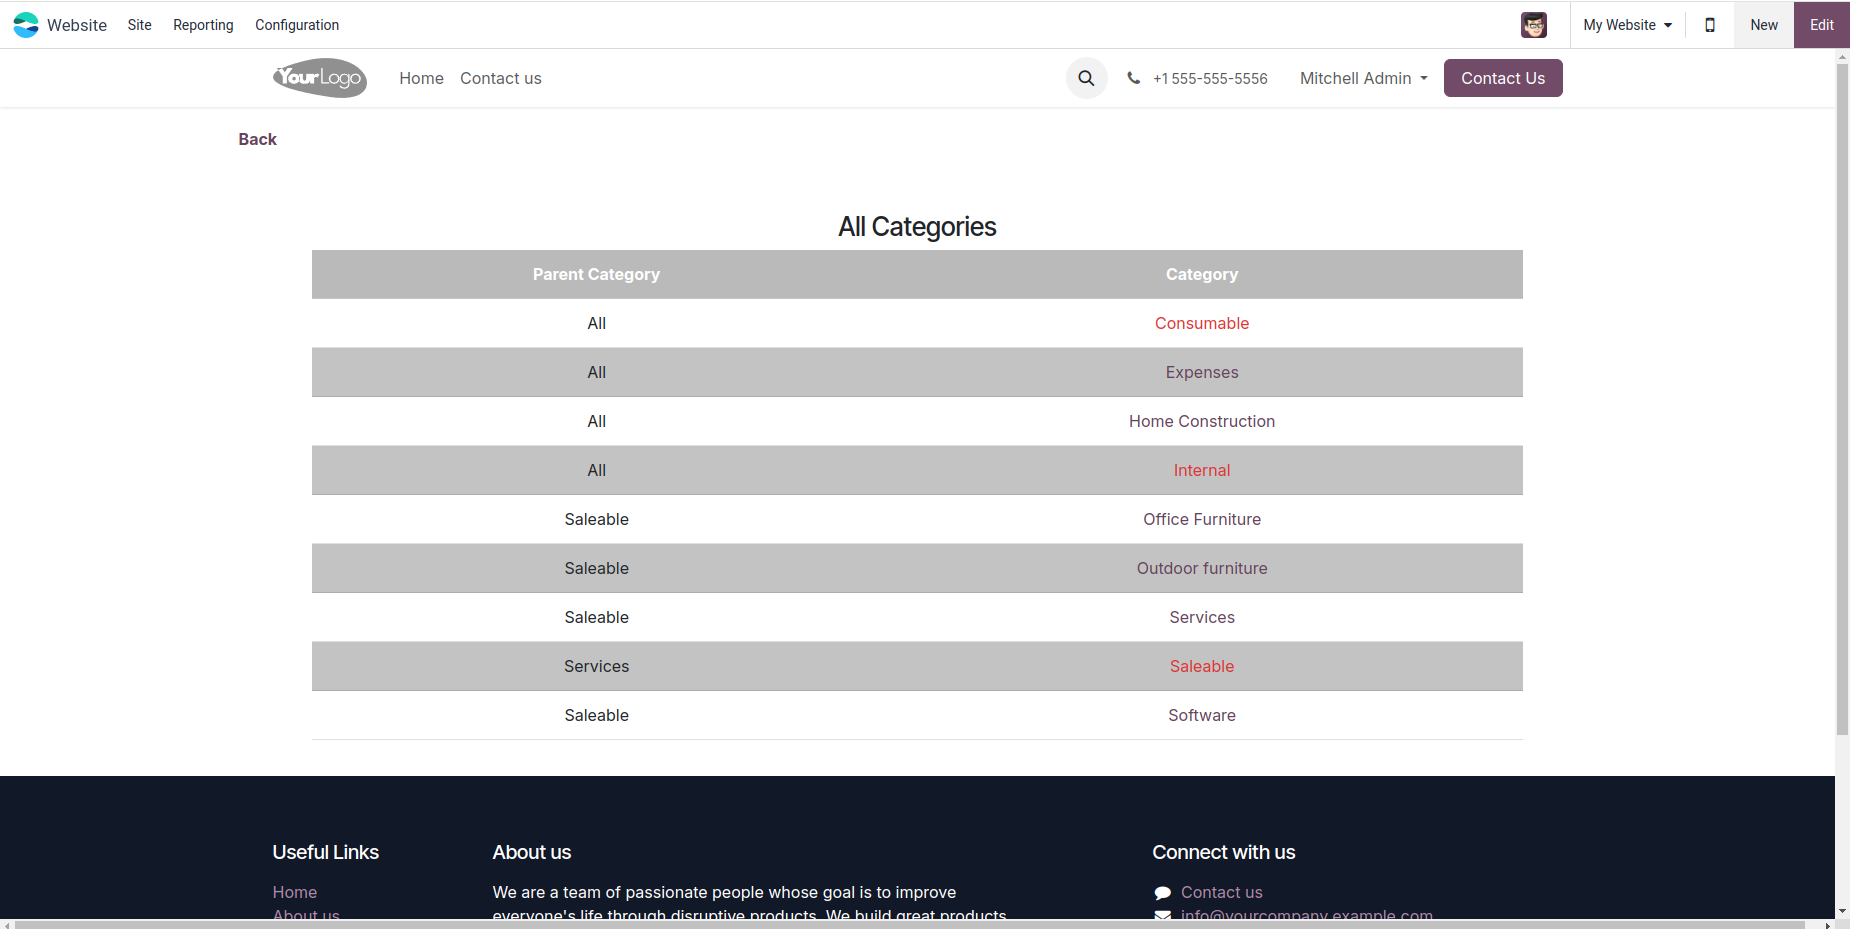 Website Site Reporting Configuration My Website New Edit
YourLogo Home Contact us +1 555-555-5556 Mitchell Admin Contact Us
Back
All Categories
Parent Category Category
All Consumable
All Expenses
All Home Construction
All Internal
Saleable Office Furniture
Saleable Outdoor furniture
Saleable Services
Services Saleable
Saleable Software
Useful Links About us Connect with us
Home We are a team of passionate people whose goal is to improve Contact us
About us everyone's life through disruptive products. We build great products info@yourcompany.example.com